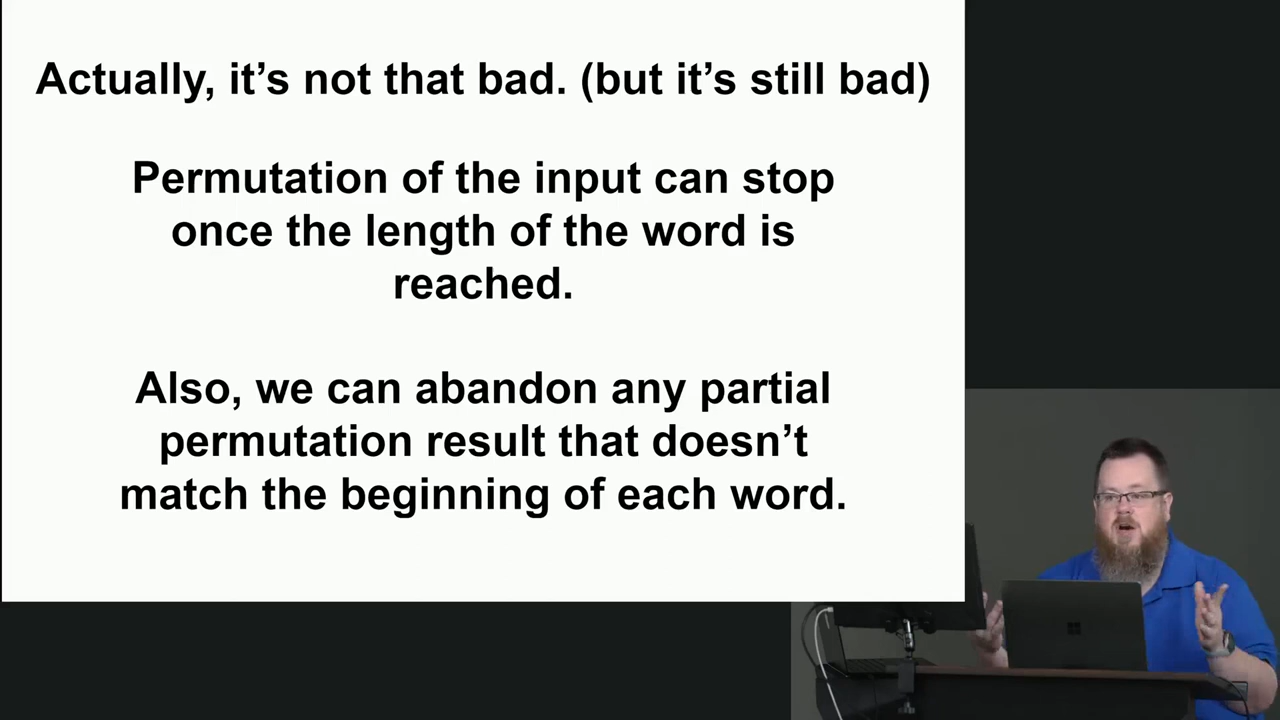 Actually, it's not that bad. (but it's still bad)
Permutation of the input can stop
once the length of the word is
reached.
Also, we can abandon any partial
permutation result that doesn't
match the beginning of each word.